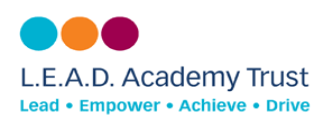 L.E.A.D. Academy Trust
Lead • Empower • Achieve • Drive